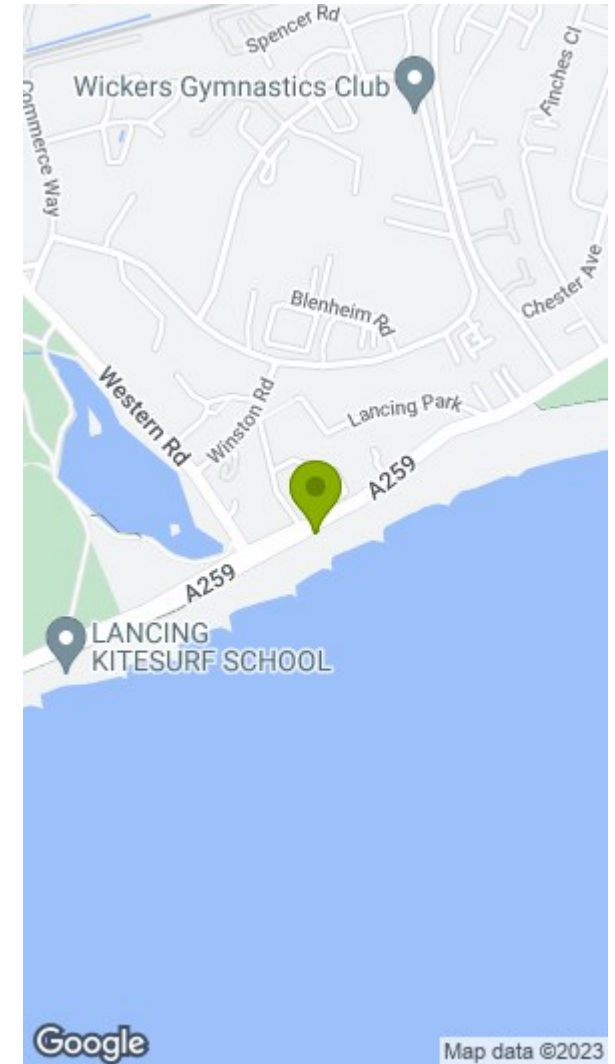 Spencer Rd
Wickers Gymnastics Club
Finches Cl
Commerce Way
Chester Ave
Blenheim Rd
Western Rd
Winston Rd
Lancing Park
A259
A259
LANCING
KITESURF SCHOOL
Google
Map data ©2023